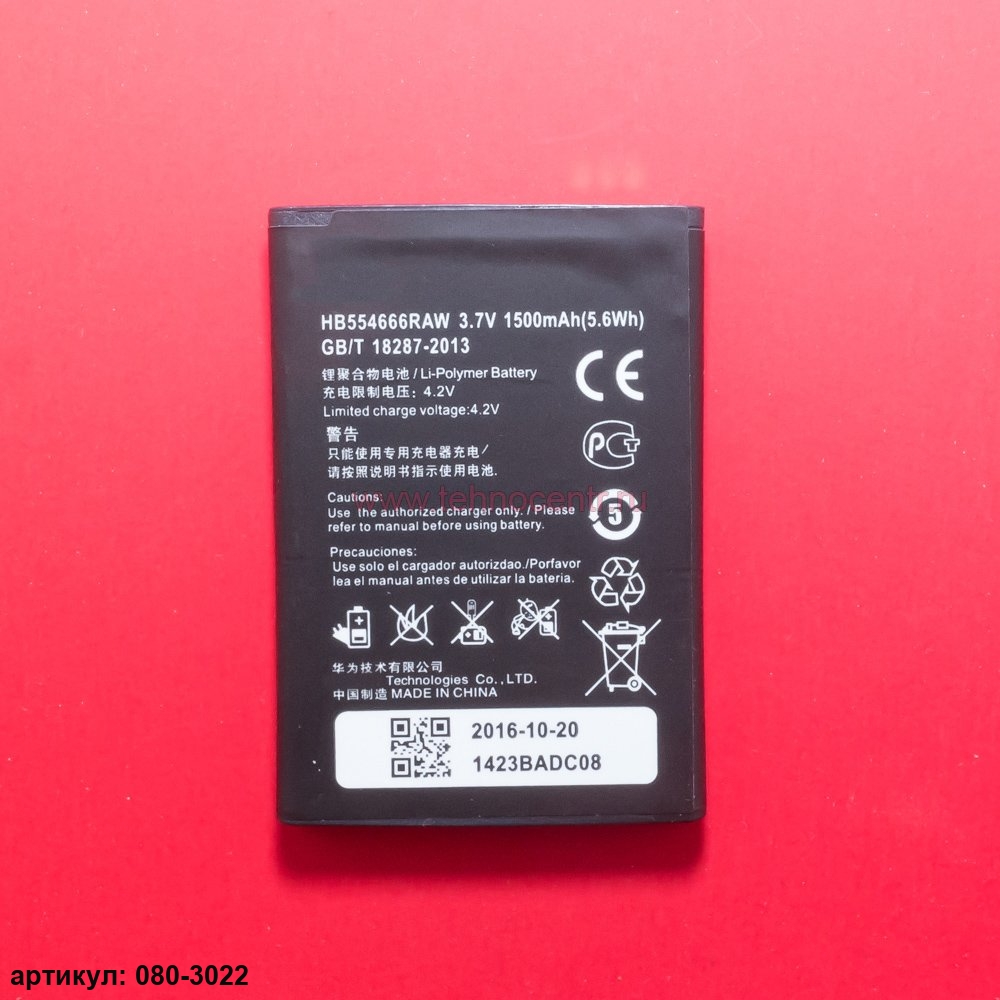 HB554666RAW 3.7V 1500mAh(5.6Wh)
GB/T 18287-2013
锂聚合物电池 / Li-Polymer Battery
充电限制电压：4.2V
Limited charge voltage:4.2V
警告
只能使用专用充电器充电/
请按照说明书指示使用电池.
Cautions:
Use the authorized charger only. / Please
refer to manual before using battery.
Precauciones:
Use solo el cargador autorizdao./Porfavor
lea el manual antes de utilizar la bateria.
华为技术有限公司
Technologies Co.,LTD.
中国制造 MADE IN CHINA
2016-10-20
1423BADC08
CE
РСТ
5
www.tehnocentr.ru
артикул: 080-3022